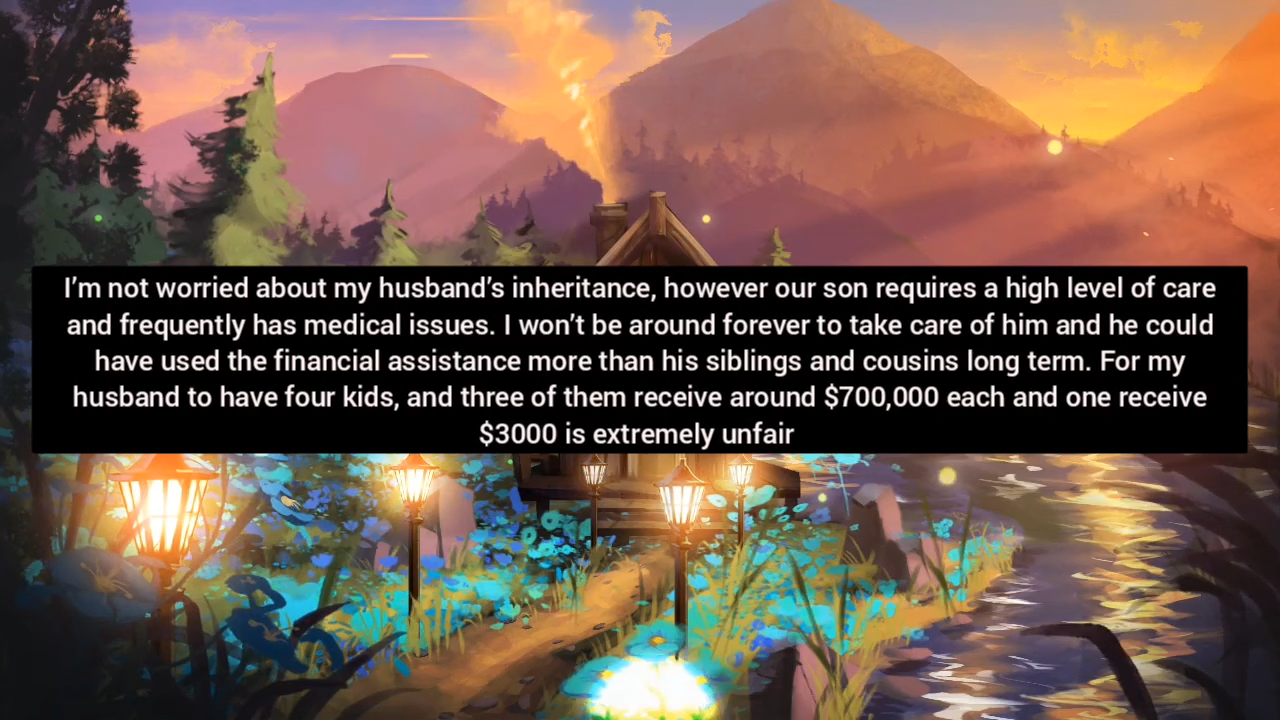 I’m not worried about my husband’s inheritance, however our son requires a high level of care
and frequently has medical issues. I won’t be around forever to take care of him and he could
have used the financial assistance more than his siblings and cousins long term. For my
husband to have four kids, and three of them receive around $700,000 each and one receive
$3000 is extremely unfair